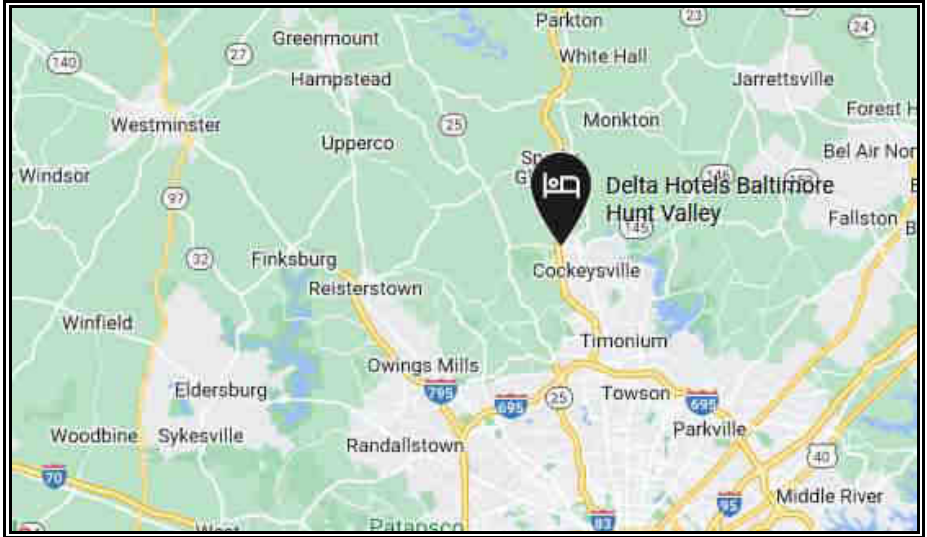 Parkton
23
24
Greenmount
27
White Hall
140
Hampstead
Jarrettsville
Forest H
Westminster
25
Monkton
Upperco
Bel Air Nor
Windsor
Delta Hotels Baltimore
Hunt Valley
97
145
Fallston
32
Finksburg
Cockeysville
Reisterstown
Winfield
Timonium
Owings Mills
Eldersburg
795
695
25
Towson
695
Woodbine
Sykesville
Randallstown
Parkville
40
70
95
Middle River
83
West
Patapsco